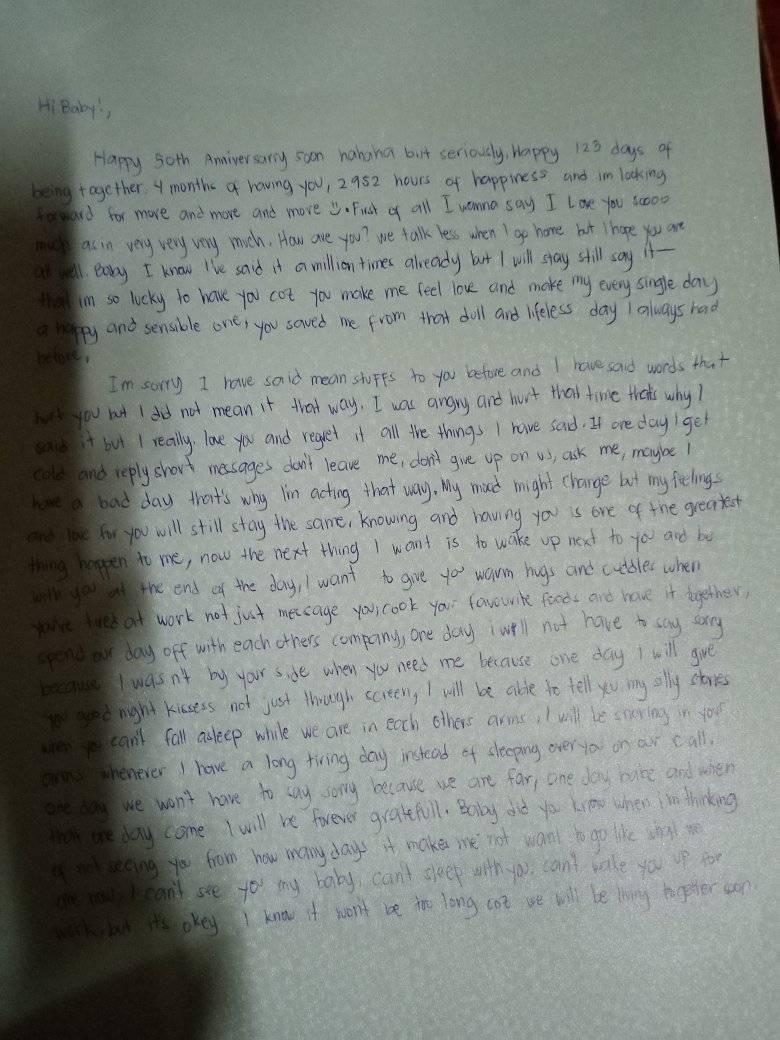 Hi Baby!,
Happy 50th Anniversarry soon hahaha but seriously, Happy 123 days of
being together, 4 months of having you, 2952 hours of happiness and im looking
forward for more and more and more :). First of all I wanna say I Love you soooo
much as in very very very much. How are you? we talk less when I go home but I hope you are
all well. Baby I know I've said it a million times already but I will stay still say it—
that im so lucky to have you coz you make me feel love and make my every single day
a happy and sensible one, you saved me from that dull and lifeless day I always had
before,
Im sorry I have said mean stuffs to you before and I have said words that
hurt you but I did not mean it that way, I was angry and hurt that time that's why I
said it but I really love you and regret it all the things I have said. If one day I get
cold and reply short messages don't leave me, don't give up on us, ask me, maybe I
have a bad day that's why I'm acting that way. My mood might change but my feelings
and love for you will still stay the same, knowing and having you is one of the greatest
thing happen to me, now the next thing I want is to wake up next to you and be
with you at the end of the day, I want to give you warm hugs and cuddles when
you're tired at work not just message you, cook your favourite foods and have it together,
spend our day off with each others company, one day i will not have to say sorry
because I wasn't by your side when you need me because one day i will give
you good night kissess not just through screen, I will be able to tell you my silly stories
when you can't fall asleep while we are in each others arms, I will be snoring in your
arms whenever I have a long tiring day instead of sleeping over you on our call.
one day we won't have to say sorry because we are far, one day babe and when
that one day come I will be forever gratefull. Baby did you know when i'm thinking
of not seeing you from how many days it makes me not want to go like what we
are now, I can't see you my baby, can't sleep with you, can't wake you up for
work, but it's okey I know it won't be too long coz we will be living together soon.